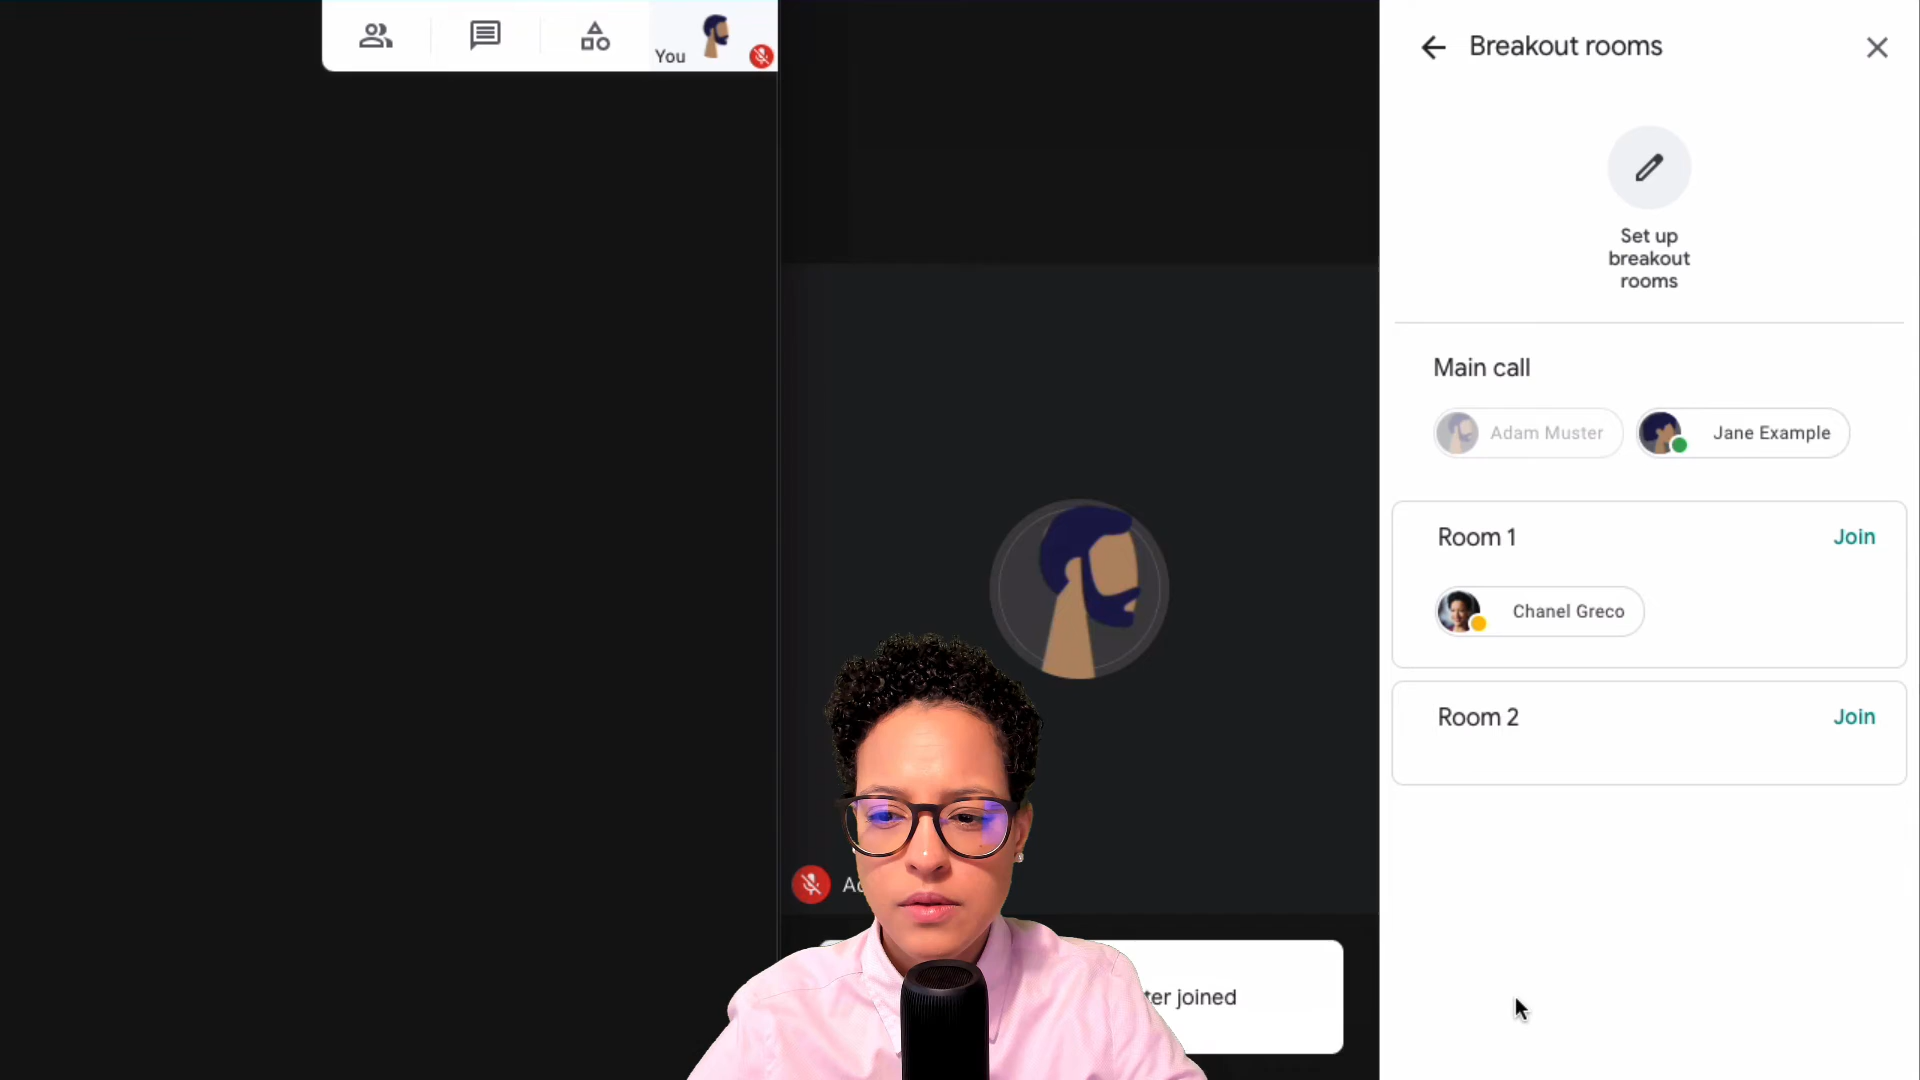 You
Breakout rooms
Set up
breakout
rooms
Main call
Adam Muster
Jane Example
Room 1
Join
Chanel Greco
Room 2
Join
joined